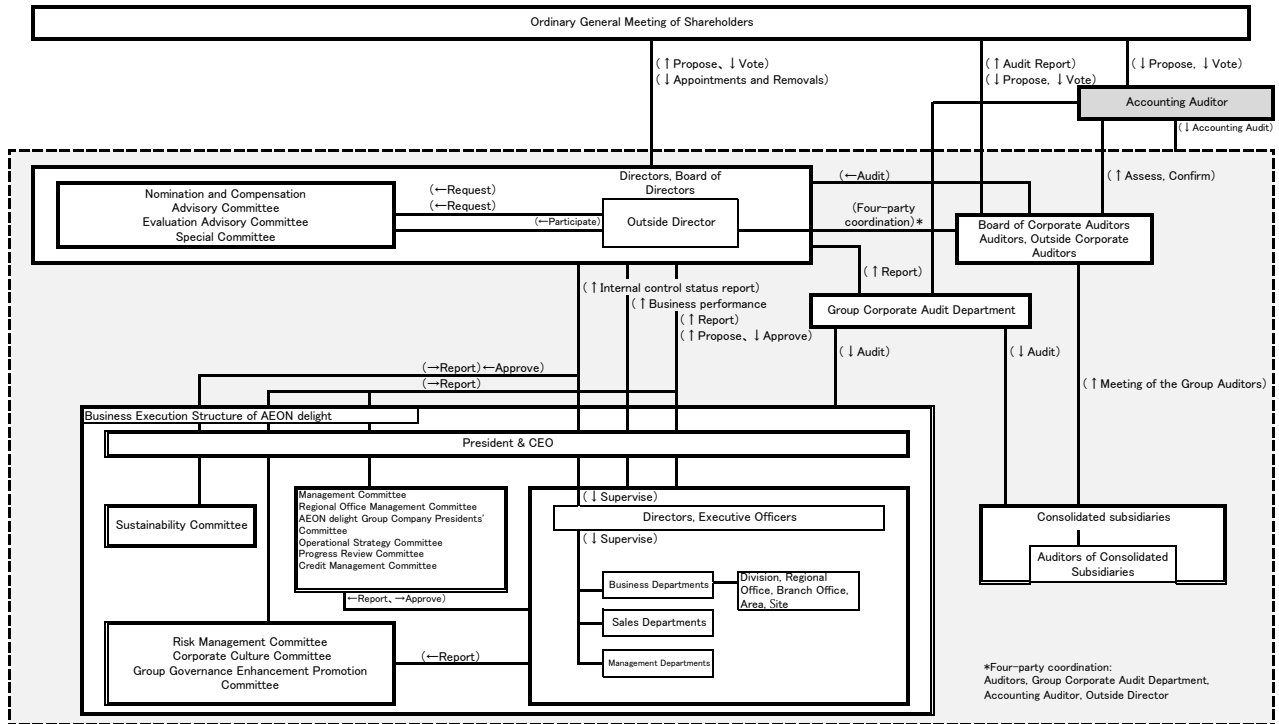 Ordinary General Meeting of Shareholders
(↑Propose、↓Vote)
(↓Appointments and Removals)
(↑Audit Report)
(↓Propose, ↓Vote)
(↓Propose, ↓Vote)
Accounting Auditor
(↓Accounting Audit)
Nomination and Compensation
Advisory Committee
Evaluation Advisory Committee
Special Committee
(←Request)
(←Request)
(←Participate)
Directors, Board of
Directors
Outside Director
(←Audit)
(Four-party
coordination)*
(↑Assess, Confirm)
Board of Corporate Auditors
Auditors, Outside Corporate
Auditors
(↑Report)
(↑Internal control status report)
(↑Business performance
(↑Report)
(↑Propose、↓Approve)
Group Corporate Audit Department
(↓Audit)
(↓Audit)
(→Report)←Approve)
(→Report)
(↑Meeting of the Group Auditors)
Business Execution Structure of AEON delight
President & CEO
Sustainability Committee
Management Committee
Regional Office Management Committee
AEON delight Group Company Presidents'
Committee
Operational Strategy Committee
Progress Review Committee
Credit Management Committee
(↓Supervise)
Directors, Executive Officers
(↓Supervise)
Business Departments
Division, Regional
Office, Branch Office,
Area, Site
Sales Departments
Management Departments
←Report、→Approve)
Risk Management Committee
Corporate Culture Committee
Group Governance Enhancement Promotion
Committee
(←Report)
Consolidated subsidiaries
Auditors of Consolidated
Subsidiaries
*Four-party coordination:
Auditors, Group Corporate Audit Department,
Accounting Auditor, Outside Director